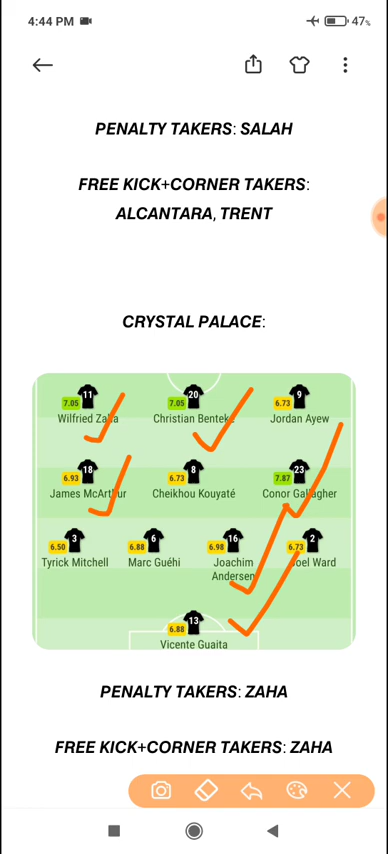 4:44 PM 47%
PENALTY TAKERS: SALAH
FREE KICK+CORNER TAKERS:
ALCANTARA, TRENT
CRYSTAL PALACE:
11 20 9
7.05 7.05 6.73
Wilfried Zaha Christian Benteke Jordan Ayew
18 8 23
6.93 6.73 7.87
James McArthur Cheikhou Kouyaté Conor Gallagher
3 6 16 2
6.50 6.88 6.98 6.73
Tyrick Mitchell Marc Guéhi Joachim Joel Ward
Andersen
13
6.88
Vicente Guaita
PENALTY TAKERS: ZAHA
FREE KICK+CORNER TAKERS: ZAHA